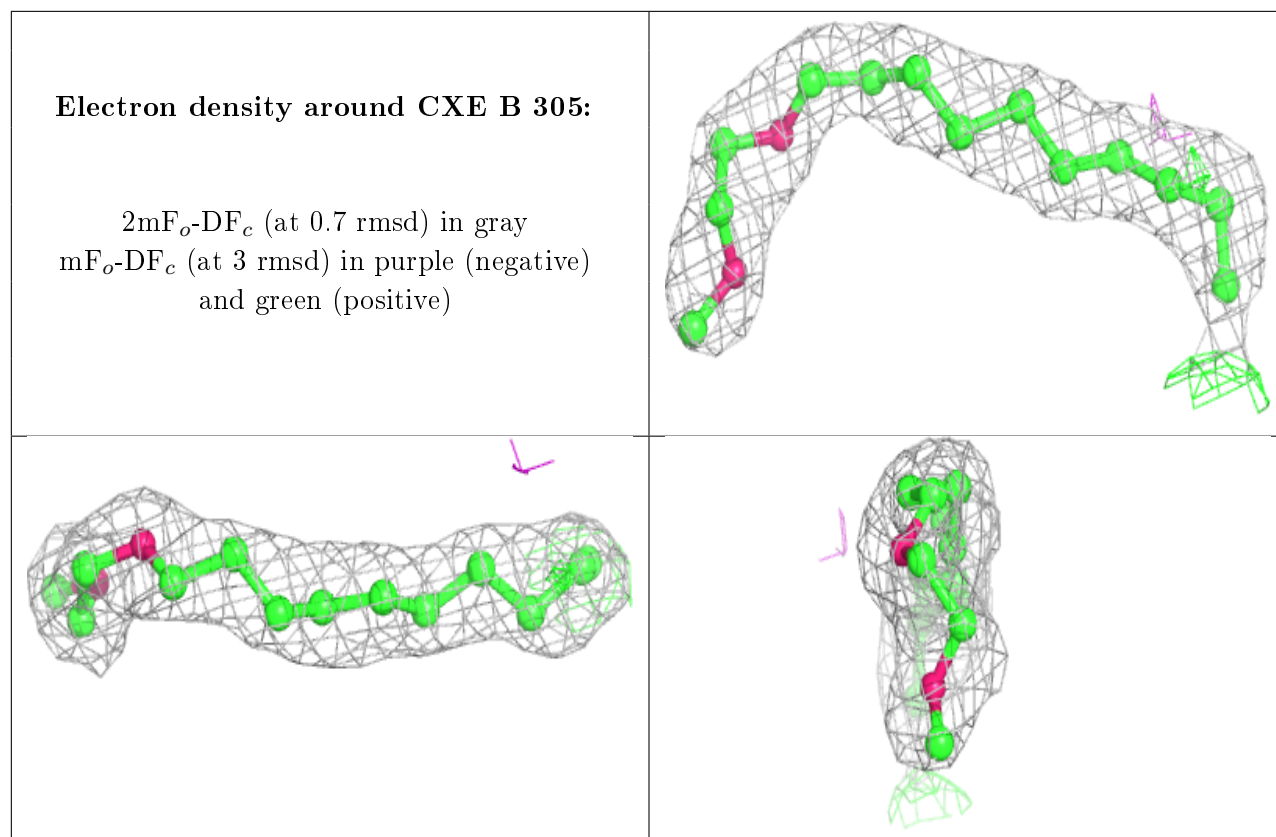 Electron density around CXE B 305:
2mFₒ-DF𝒸 (at 0.7 rmsd) in gray
mFₒ-DF𝒸 (at 3 rmsd) in purple (negative)
and green (positive)